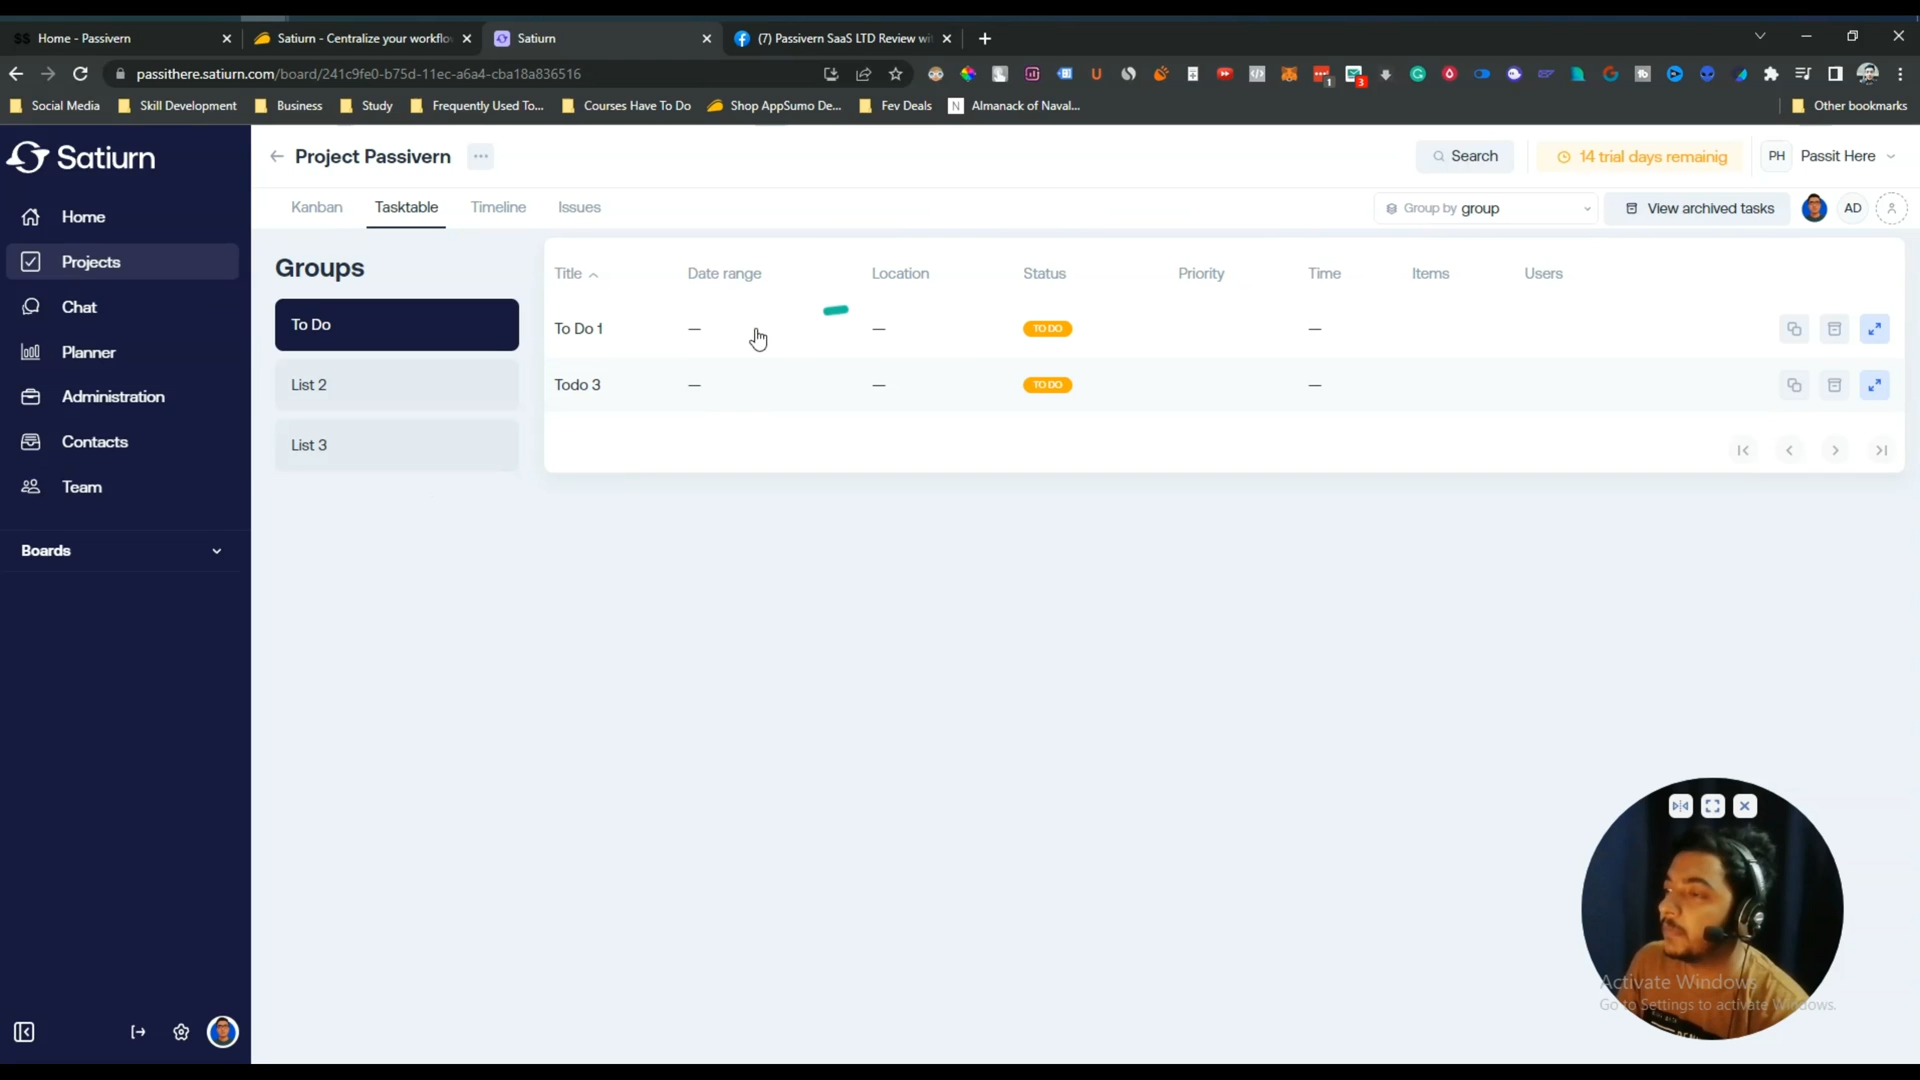 Home - Passivern
Satiurn - Centralize your workflo
Satiurn
(7) Passivern SaaS LTD Review wit
passithere.satiurn.com/board/241c9fe0-b75d-11ec-a6a4-cba18a836516
Social Media
Skill Development
Business
Study
Frequently Used To...
Courses Have To Do
Shop AppSumo De...
Fev Deals
Almanack of Naval...
Other bookmarks
Satiurn
Project Passivern
Search
14 trial days remainig
PH
Passit Here
Kanban
Tasktable
Timeline
Issues
Group by group
View archived tasks
AD
Home
Projects
Chat
Planner
Administration
Contacts
Team
Boards
Groups
To Do
List 2
List 3
Title
Date range
Location
Status
Priority
Time
Items
Users
To Do 1
—
—
TO DO
—
Todo 3
—
—
TO DO
—
Activate Windows
Go to Settings to activate Windows.